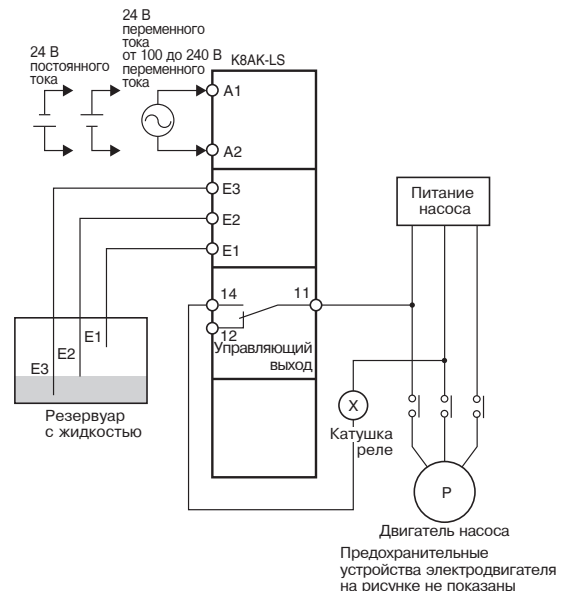 24 В
переменного
тока
от 100 до 240 В
переменного
тока
24 В
постоянного
тока
K8AK-LS
A1
A2
E3
E2
E1
Питание
насоса
14
11
12
Управляющий
выход
E1
E2
E3
Резервуар
с жидкостью
X
Катушка
реле
P
Двигатель насоса
Предохранительные
устройства электродвигателя
на рисунке не показаны